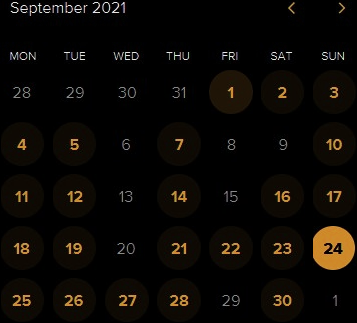 September 2021
MON TUE WED THU FRI SAT SUN
28 29 30 31 1 2 3
4 5 6 7 8 9 10
11 12 13 14 15 16 17
18 19 20 21 22 23 24
25 26 27 28 29 30 1